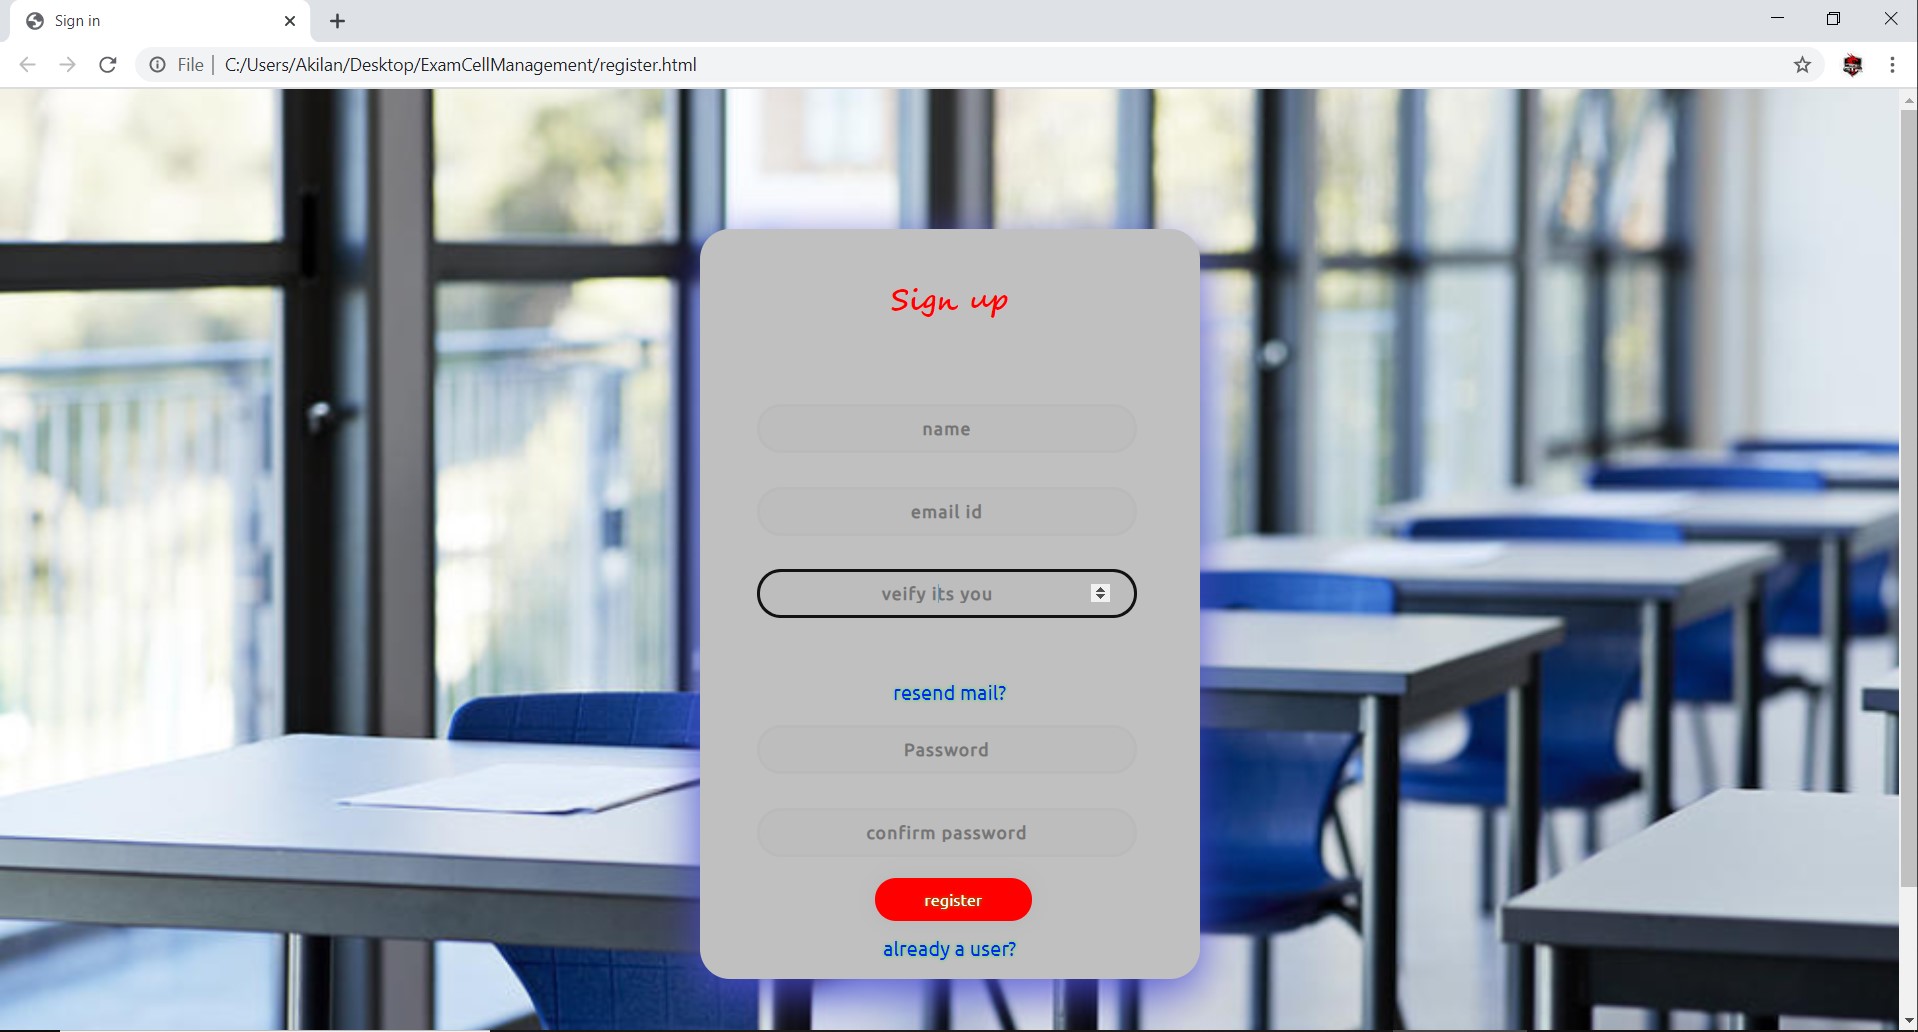 Sign in
File | C:/Users/Akilan/Desktop/ExamCellManagement/register.html
Sign up
name
email id
veify its you
resend mail?
Password
confirm password
register
already a user?